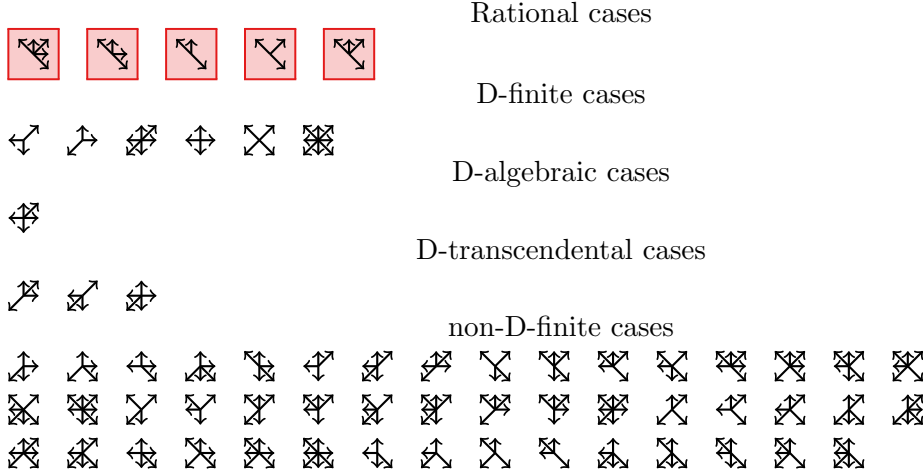 Rational cases
D-finite cases
D-algebraic cases
D-transcendental cases
non-D-finite cases